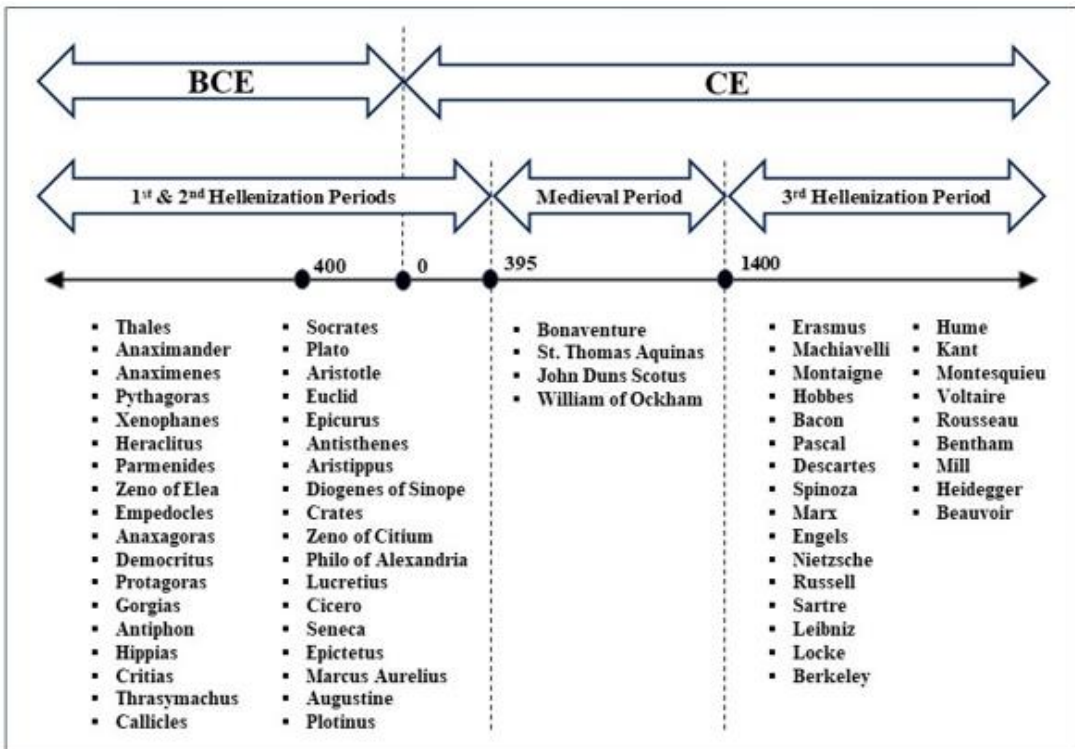 BCE
CE
1st & 2nd Hellenization Periods
Medieval Period
3rd Hellenization Period
400
0
395
1400
▪ Thales
▪ Anaximander
▪ Anaximenes
▪ Pythagoras
▪ Xenophanes
▪ Heraclitus
▪ Parmenides
▪ Zeno of Elea
▪ Empedocles
▪ Anaxagoras
▪ Democritus
▪ Protagoras
▪ Gorgias
▪ Antiphon
▪ Hippias
▪ Critias
▪ Thrasymachus
▪ Callicles
▪ Socrates
▪ Plato
▪ Aristotle
▪ Euclid
▪ Epicurus
▪ Antisthenes
▪ Aristippus
▪ Diogenes of Sinope
▪ Crates
▪ Zeno of Citium
▪ Philo of Alexandria
▪ Lucretius
▪ Cicero
▪ Seneca
▪ Epictetus
▪ Marcus Aurelius
▪ Augustine
▪ Plotinus
▪ Bonaventure
▪ St. Thomas Aquinas
▪ John Duns Scotus
▪ William of Ockham
▪ Erasmus
▪ Machiavelli
▪ Montaigne
▪ Hobbes
▪ Bacon
▪ Pascal
▪ Descartes
▪ Spinoza
▪ Marx
▪ Engels
▪ Nietzsche
▪ Russell
▪ Sartre
▪ Leibniz
▪ Locke
▪ Berkeley
▪ Hume
▪ Kant
▪ Montesquieu
▪ Voltaire
▪ Rousseau
▪ Bentham
▪ Mill
▪ Heidegger
▪ Beauvoir